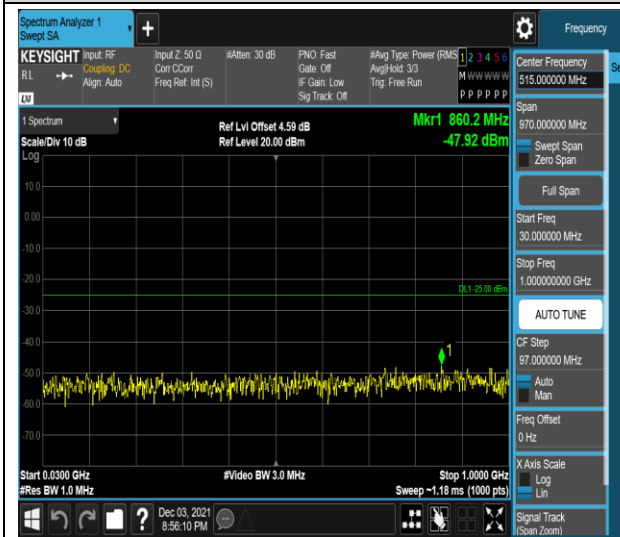 Spectrum Analyzer 1
Swept SA
+
Frequency
KEYSIGHT
RL
Input: RF
Coupling: DC
Align: Auto
Input Z: 50 Ω
Corr CCorr
Freq Ref: Int (S)
#Atten: 30 dB
PNO: Fast
Gate: Off
IF Gain: Low
Sig Track: Off
#Avg Type: Power (RMS
Avg|Hold: 3/3
Trig: Free Run
1 2 3 4 5 6
M W W W W W
P P P P P P
LXI
1 Spectrum
Scale/Div 10 dB
Log
Ref Lvl Offset 4.59 dB
Ref Level 20.00 dBm
Mkr1 860.2 MHz
-47.92 dBm
10.0
0.00
-10.0
-20.0
DL1 -25.00 dBm
-30.0
-40.0
1
-50.0
-60.0
-70.0
Start 0.0300 GHz
#Res BW 1.0 MHz
#Video BW 3.0 MHz
Stop 1.0000 GHz
Sweep ~1.18 ms (1000 pts)
?
Dec 03, 2021
8:56:10 PM
Center Frequency
515.000000 MHz
Se
Span
970.000000 MHz
Swept Span
Zero Span
Full Span
Start Freq
30.000000 MHz
Stop Freq
1.000000000 GHz
AUTO TUNE
CF Step
97.000000 MHz
Auto
Man
Freq Offset
0 Hz
X Axis Scale
Log
Lin
Signal Track
(Span Zoom)